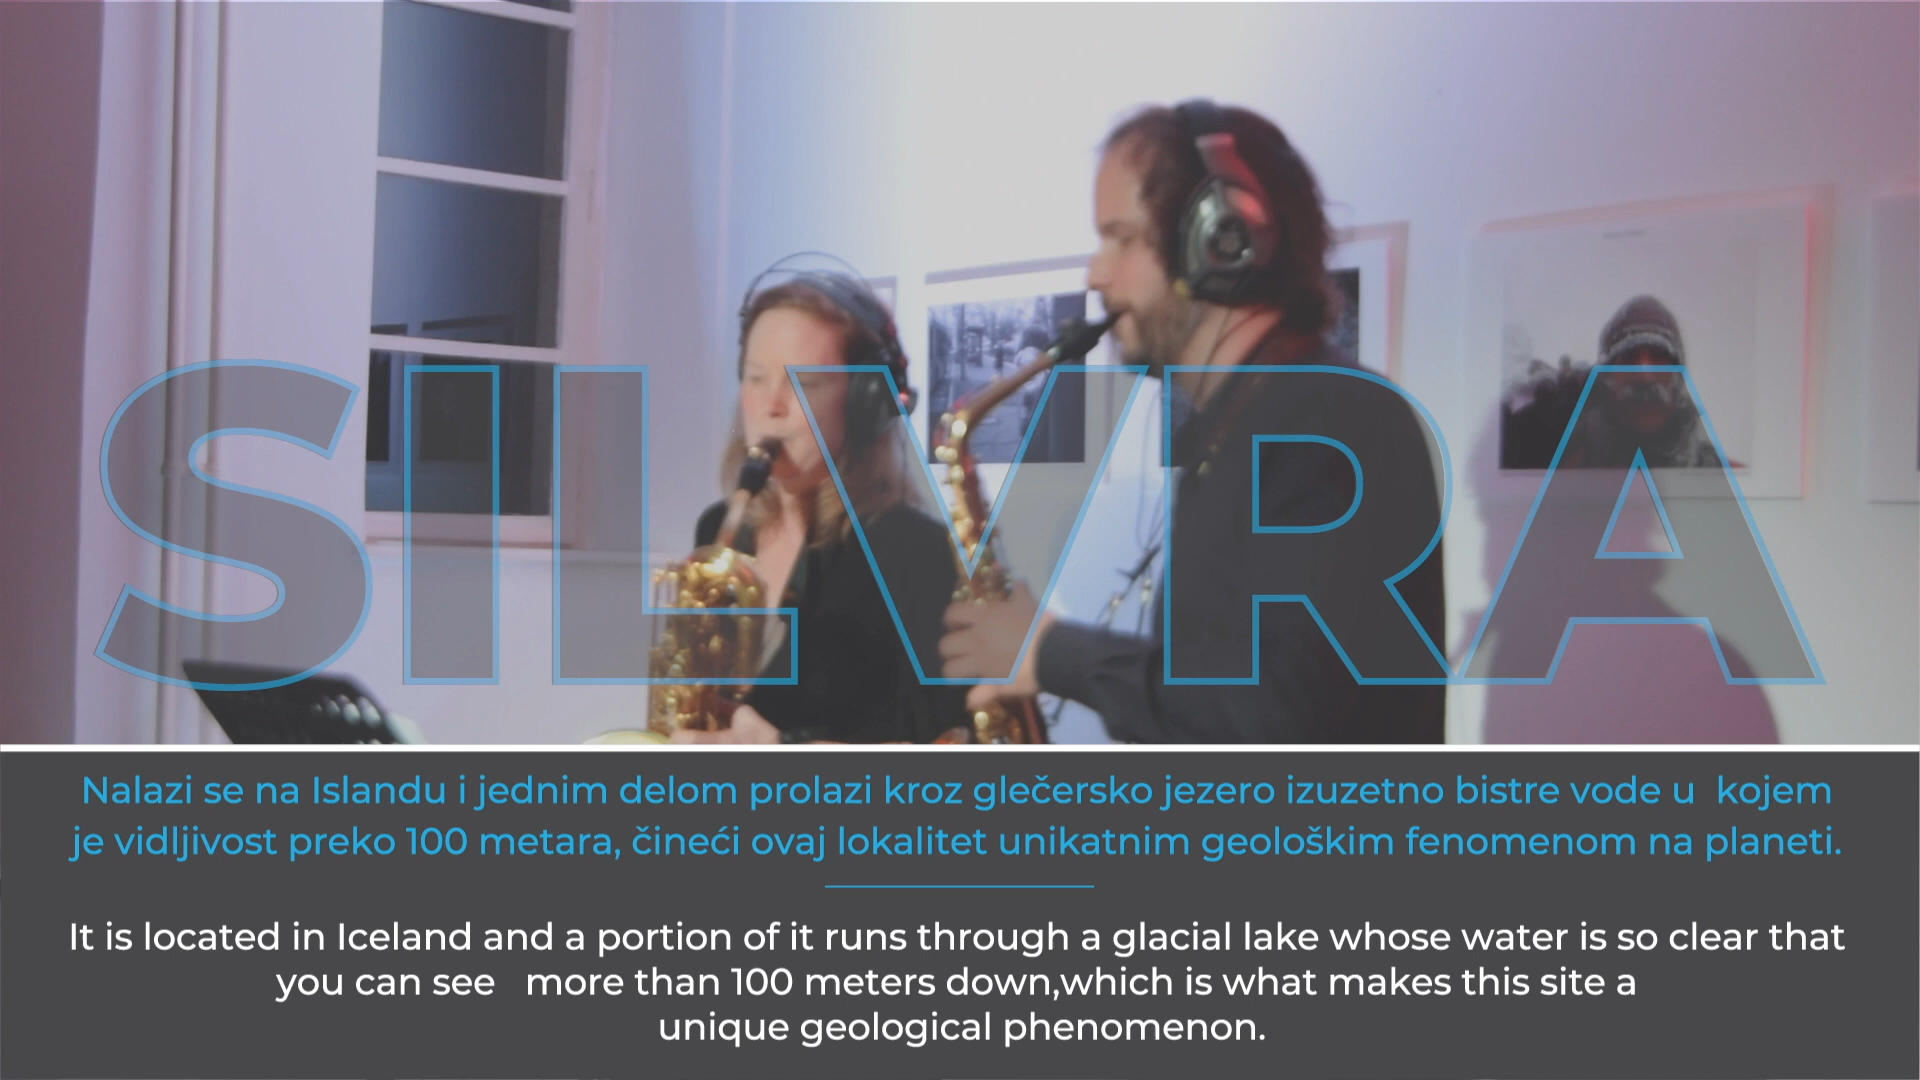 SILVRA
Nalazi se na Islandu i jednim delom prolazi kroz glečersko jezero izuzetno bistre vode u kojem
je vidljivost preko 100 metara, čineći ovaj lokalitet unikatnim geološkim fenomenom na planeti.
It is located in Iceland and a portion of it runs through a glacial lake whose water is so clear that
you can see more than 100 meters down,which is what makes this site a
unique geological phenomenon.